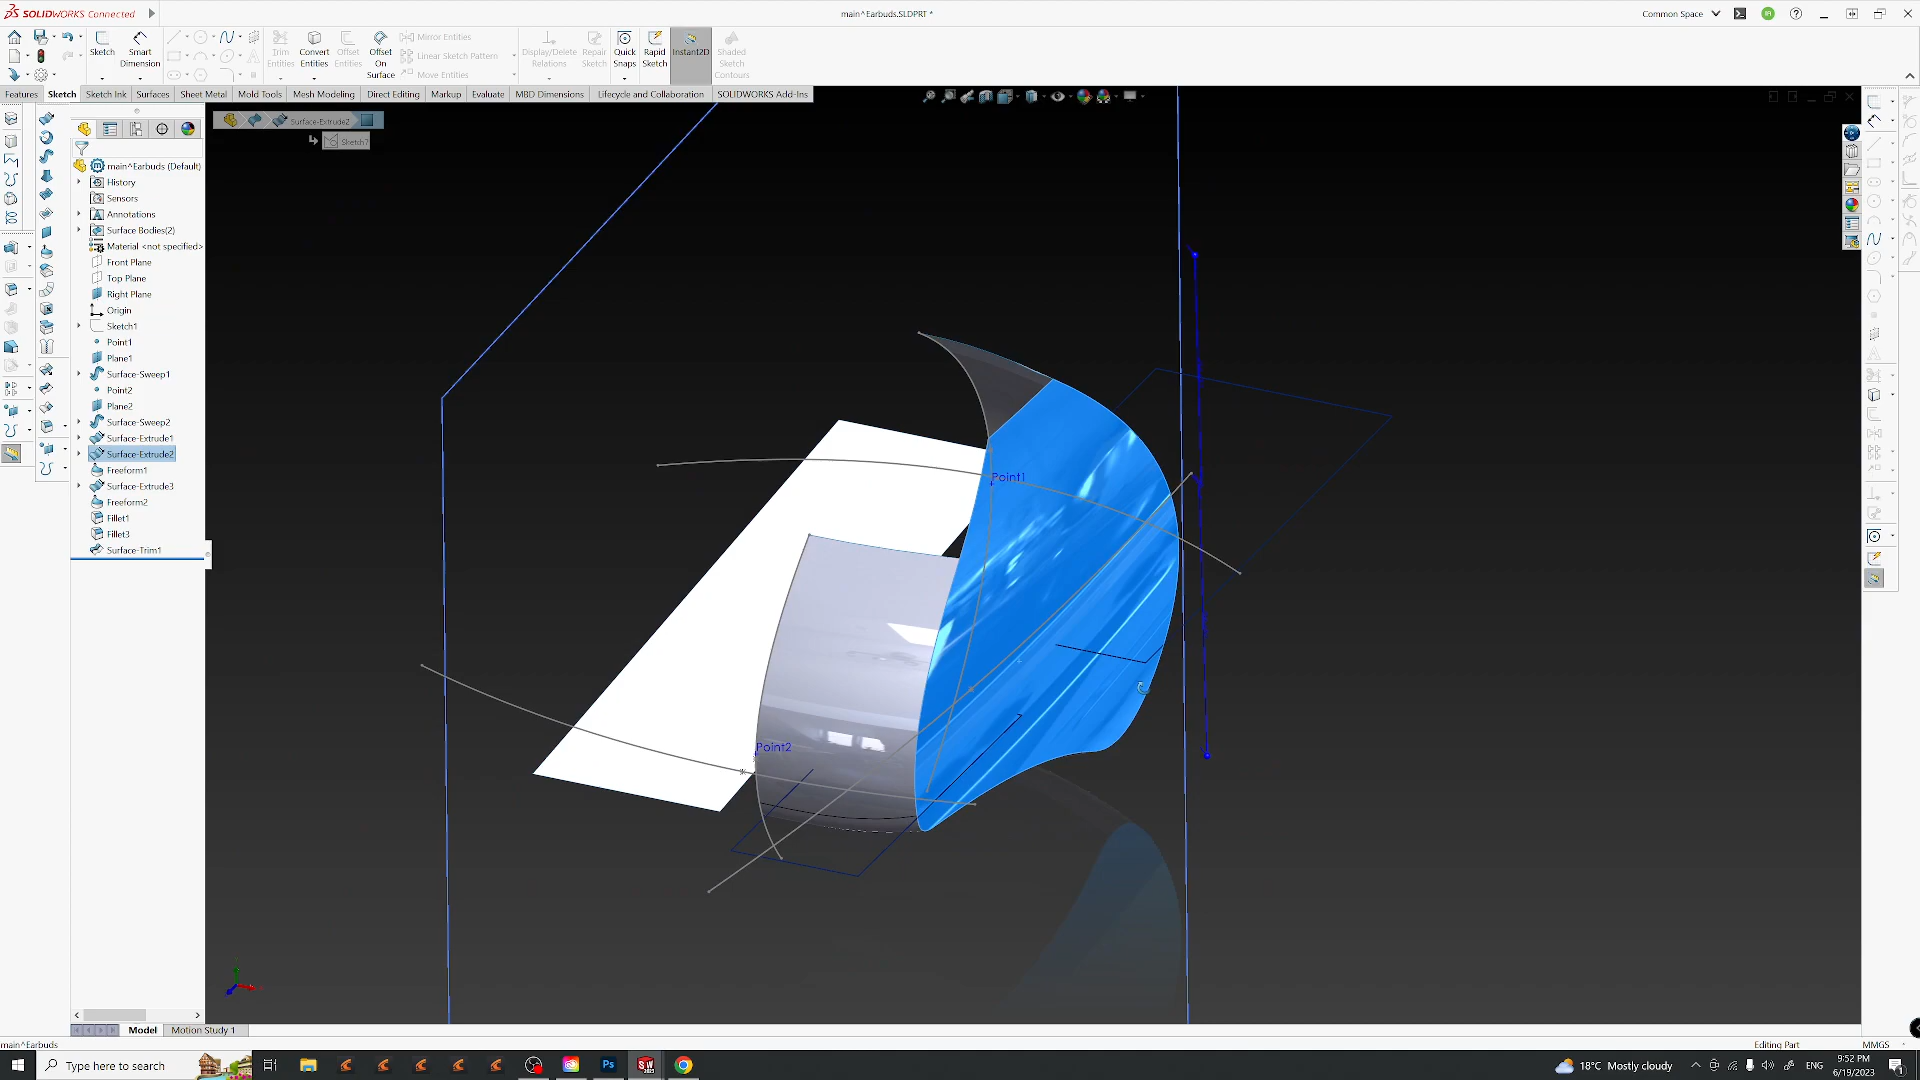 SOLIDWORKS Connected
main^Earbuds.SLDPRT *
Common Space
Sketch
Smart
Dimension
Trim
Entities
Convert
Entities
Offset
Entities
Offset
On
Surface
Mirror Entities
Linear Sketch Pattern
Move Entities
Display/Delete
Relations
Repair
Sketch
Quick
Snaps
Rapid
Sketch
Instant2D
Shaded
Sketch
Contours
Features
Sketch
Sketch Ink
Surfaces
Sheet Metal
Mold Tools
Mesh Modeling
Direct Editing
Markup
Evaluate
MBD Dimensions
Lifecycle and Collaboration
SOLIDWORKS Add-Ins
Surface-Extrude2
Sketch7
main^Earbuds (Default)
History
Sensors
Annotations
Surface Bodies(2)
Material <not specified>
Front Plane
Top Plane
Right Plane
Origin
Sketch1
Point1
Plane1
Surface-Sweep1
Point2
Plane2
Surface-Sweep2
Surface-Extrude1
Surface-Extrude2
Freeform1
Surface-Extrude3
Freeform2
Fillet1
Fillet3
Surface-Trim1
Point1
Point2
Model
Motion Study 1
main^Earbuds
Editing Part
MMGS
Type here to search
Ps
SW
18°C Mostly cloudy
ENG
9:52 PM
6/19/2023